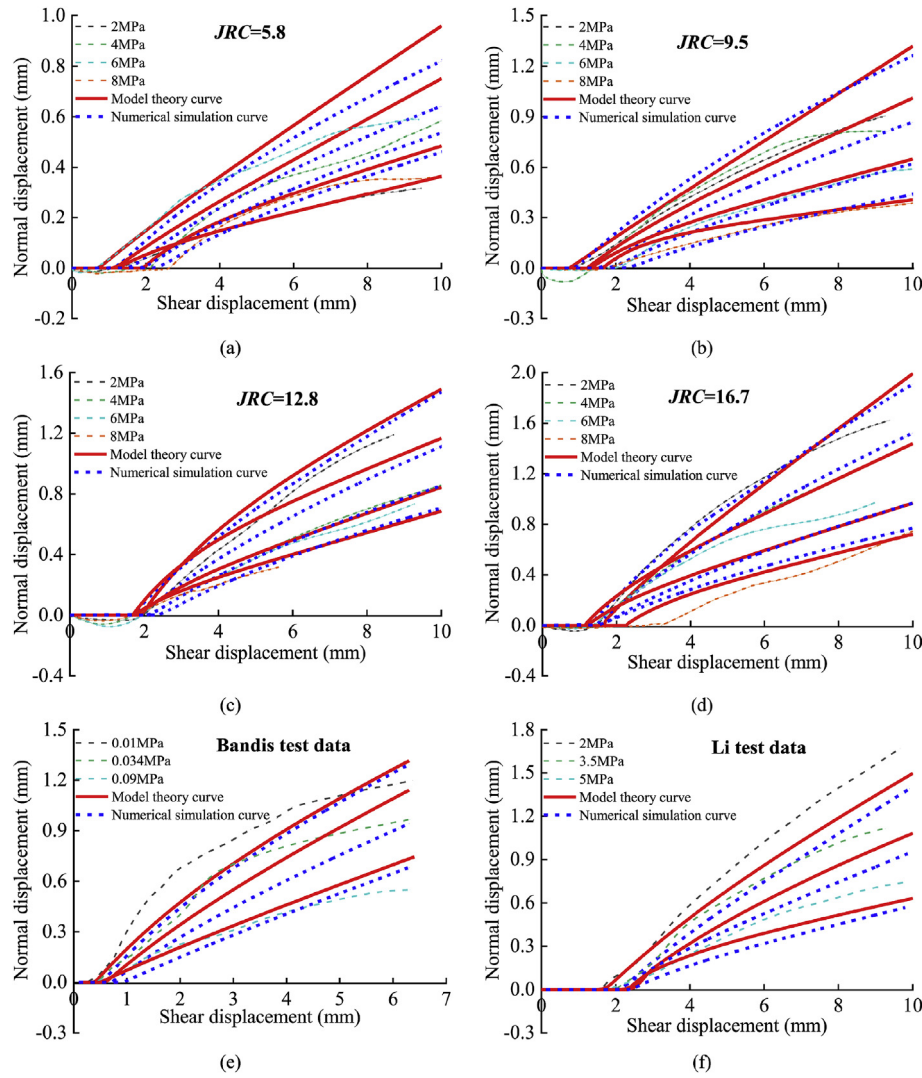 JRC=5.8
2MPa
4MPa
6MPa
8MPa
Model theory curve
Numerical simulation curve
Normal displacement (mm)
1.0
0.8
0.6
0.4
0.2
0.0
-0.2
0 2 4 6 8 10
Shear displacement (mm)
(a)
JRC=9.5
2MPa
4MPa
6MPa
8MPa
Model theory curve
Numerical simulation curve
Normal displacement (mm)
1.5
1.2
0.9
0.6
0.3
0.0
-0.3
0 2 4 6 8 10
Shear displacement (mm)
(b)
JRC=12.8
2MPa
4MPa
6MPa
8MPa
Model theory curve
Numerical simulation curve
Normal displacement (mm)
1.6
1.2
0.8
0.4
0.0
-0.4
0 2 4 6 8 10
Shear displacement (mm)
(c)
JRC=16.7
2MPa
4MPa
6MPa
8MPa
Model theory curve
Numerical simulation curve
Normal displacement (mm)
2.0
1.6
1.2
0.8
0.4
0.0
-0.4
0 2 4 6 8 10
Shear displacement (mm)
(d)
Bandis test data
0.01MPa
0.034MPa
0.09MPa
Model theory curve
Numerical simulation curve
Normal displacement (mm)
1.5
1.2
0.9
0.6
0.3
0.0
-0.3
0 1 2 3 4 5 6 7
Shear displacement (mm)
(e)
Li test data
2MPa
3.5MPa
5MPa
Model theory curve
Numerical simulation curve
Normal displacement (mm)
1.8
1.5
1.2
0.9
0.6
0.3
0.0
-0.3
0 2 4 6 8 10
Shear displacement (mm)
(f)